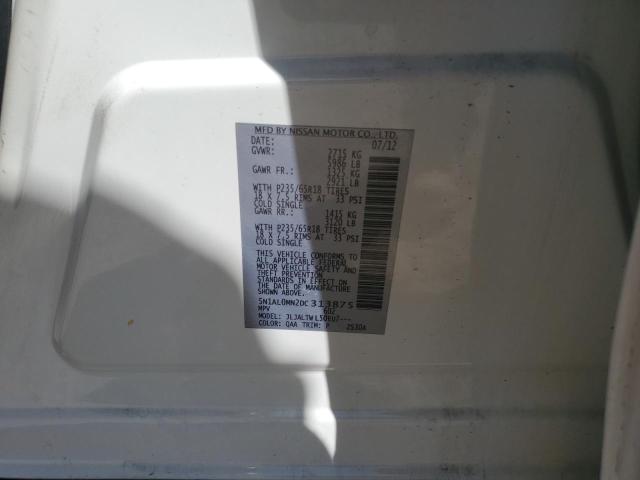 MFD BY NISSAN MOTOR CO., LTD.
DATE: 07/12
GVWR: 2715 KG
5986 LB
GAWR FR.: 1325 KG
2921 LB
WITH P235/65R18 TIRES
18 X 7.5 RIMS AT 33 PSI
COLD SINGLE
GAWR RR.: 1415 KG
3120 LB
WITH P235/65R18 TIRES
18 X 7.5 RIMS AT 33 PSI
COLD SINGLE
THIS VEHICLE CONFORMS TO
ALL APPLICABLE FEDERAL
MOTOR VEHICLE SAFETY AND
THEFT PREVENTION
STANDARDS IN EFFECT ON
THE DATE OF MANUFACTURE
SHOWN ABOVE.
5N1AL0MN2DC313875
MPV 602
MODEL: JLJALTWL50EU7---
COLOR: QAA TRIM: P 2530A